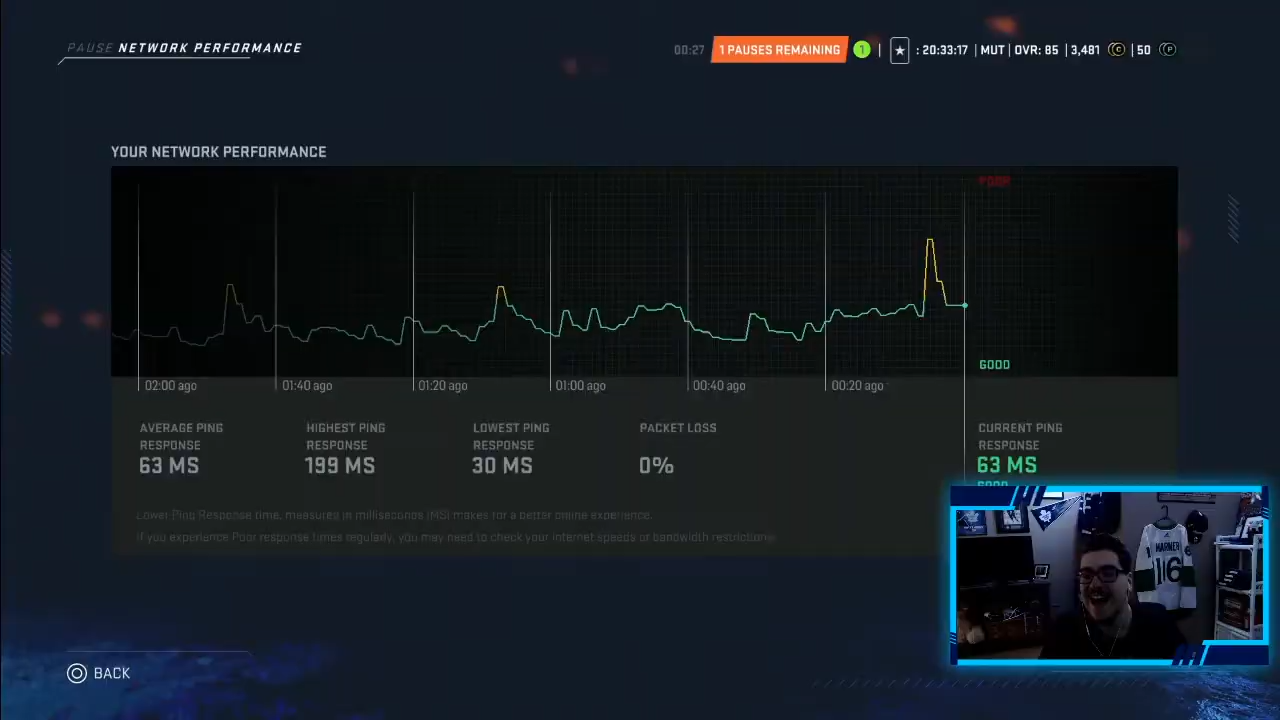 PAUSE NETWORK PERFORMANCE
00:27 1 PAUSES REMAINING 1 | ★ : 20:33:17 | MUT | OVR: 85 | 3,481 C | 50 P
YOUR NETWORK PERFORMANCE
POOR
GOOD
02:00 ago 01:40 ago 01:20 ago 01:00 ago 00:40 ago 00:20 ago
AVERAGE PING HIGHEST PING LOWEST PING PACKET LOSS CURRENT PING
RESPONSE RESPONSE RESPONSE RESPONSE
63 MS 199 MS 30 MS 0% 63 MS
GOOD
Lower Ping Response time, measured in milliseconds (MS) makes for a better online experience.
If you experience Poor response times regularly, you may need to check your internet speeds or bandwidth restrictions.
MARNER
16
BACK